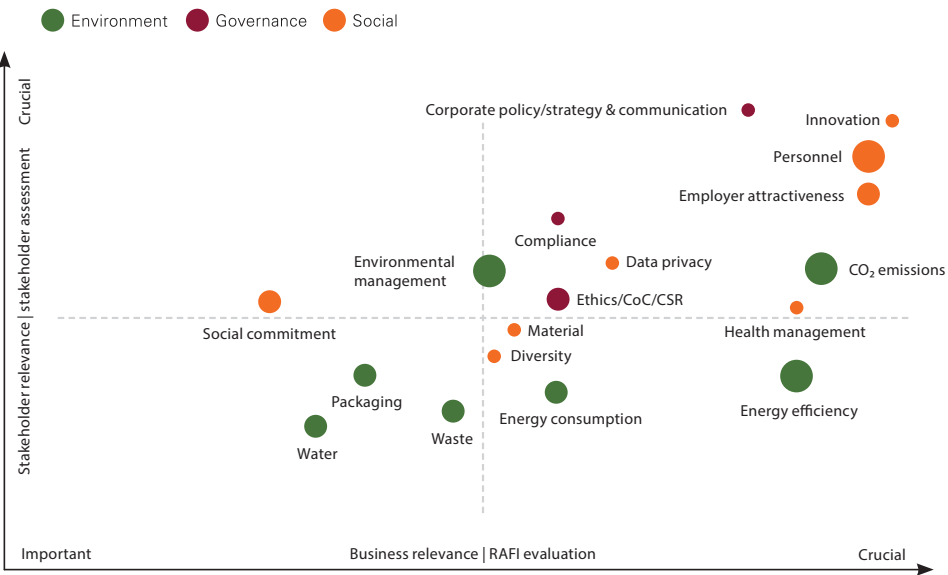 Environment
Governance
Social
Crucial
Stakeholder relevance | stakeholder assessment
Corporate policy/strategy & communication
Innovation
Personnel
Employer attractiveness
Compliance
Environmental
management
Data privacy
CO₂ emissions
Ethics/CoC/CSR
Social commitment
Material
Health management
Diversity
Packaging
Energy consumption
Energy efficiency
Waste
Water
Important
Business relevance | RAFI evaluation
Crucial